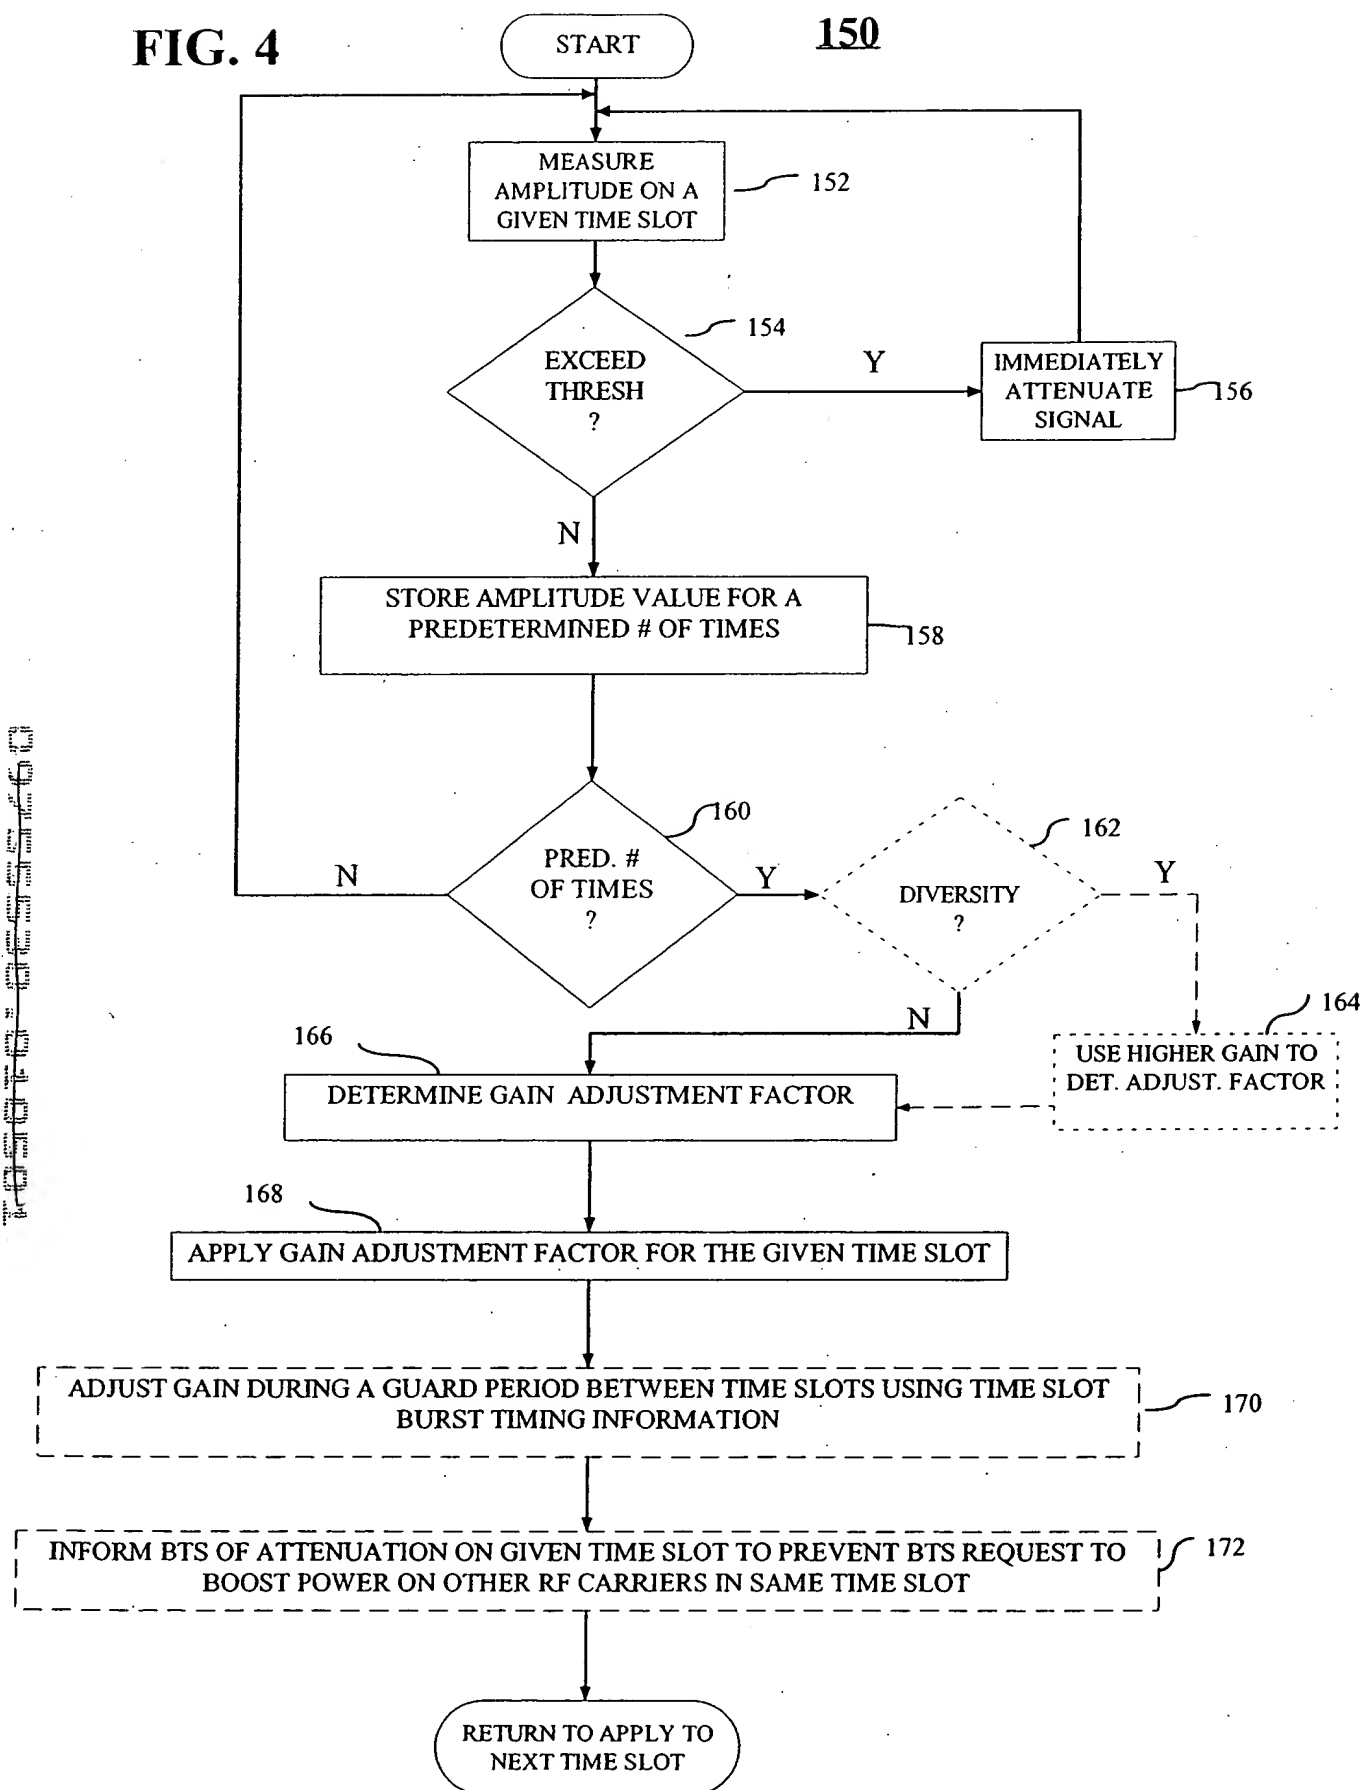 FIG. 4
START
150
MEASURE
AMPLITUDE ON A
GIVEN TIME SLOT
152
EXCEED
THRESH
?
154
Y
IMMEDIATELY
ATTENUATE
SIGNAL
156
N
STORE AMPLITUDE VALUE FOR A
PREDETERMINED # OF TIMES
158
PRED. #
OF TIMES
?
160
N
Y
DIVERSITY
?
162
Y
N
USE HIGHER GAIN TO
DET. ADJUST. FACTOR
164
166
DETERMINE GAIN ADJUSTMENT FACTOR
168
APPLY GAIN ADJUSTMENT FACTOR FOR THE GIVEN TIME SLOT
ADJUST GAIN DURING A GUARD PERIOD BETWEEN TIME SLOTS USING TIME SLOT
BURST TIMING INFORMATION
170
INFORM BTS OF ATTENUATION ON GIVEN TIME SLOT TO PREVENT BTS REQUEST TO
BOOST POWER ON OTHER RF CARRIERS IN SAME TIME SLOT
172
RETURN TO APPLY TO
NEXT TIME SLOT